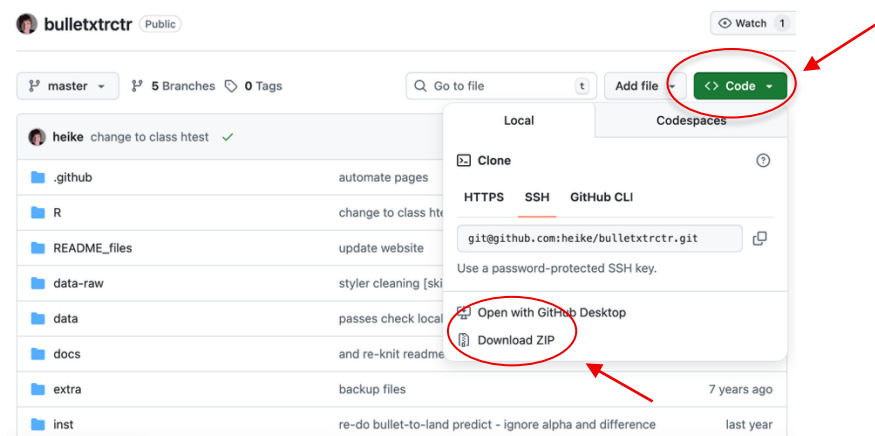 bulletxtrctr Public
Watch 1
master 5 Branches 0 Tags
Go to file t
Add file
Code
heike change to class htest
Local Codespaces
Clone
HTTPS SSH GitHub CLI
git@github.com:heike/bulletxtrctr.git
Use a password-protected SSH key.
Open with GitHub Desktop
Download ZIP
.github automate pages
R change to class hte
README_files update website
data-raw styler cleaning [ski
data passes check local
docs and re-knit readme
extra backup files 7 years ago
inst re-do bullet-to-land predict - ignore alpha and difference last year